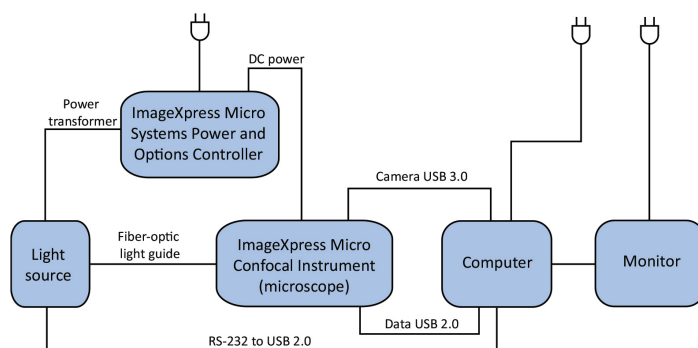 DC power
Power
transformer
ImageXpress Micro
Systems Power and
Options Controller
Camera USB 3.0
Light
source
Fiber-optic
light guide
ImageXpress Micro
Confocal Instrument
(microscope)
Computer
Monitor
Data USB 2.0
RS-232 to USB 2.0